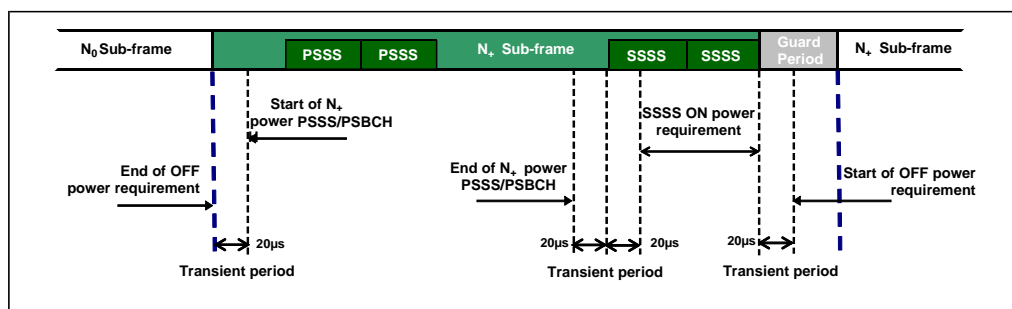 N₀ Sub-frame
PSSS
PSSS
N₊ Sub-frame
SSSS
SSSS
Guard
Period
N₊ Sub-frame
Start of N₊
power PSSS/PSBCH
SSSS ON power
requirement
End of OFF
power requirement
End of N₊ power
PSSS/PSBCH
Start of OFF power
requirement
20µs
20µs
20µs
20µs
Transient period
Transient period
Transient period